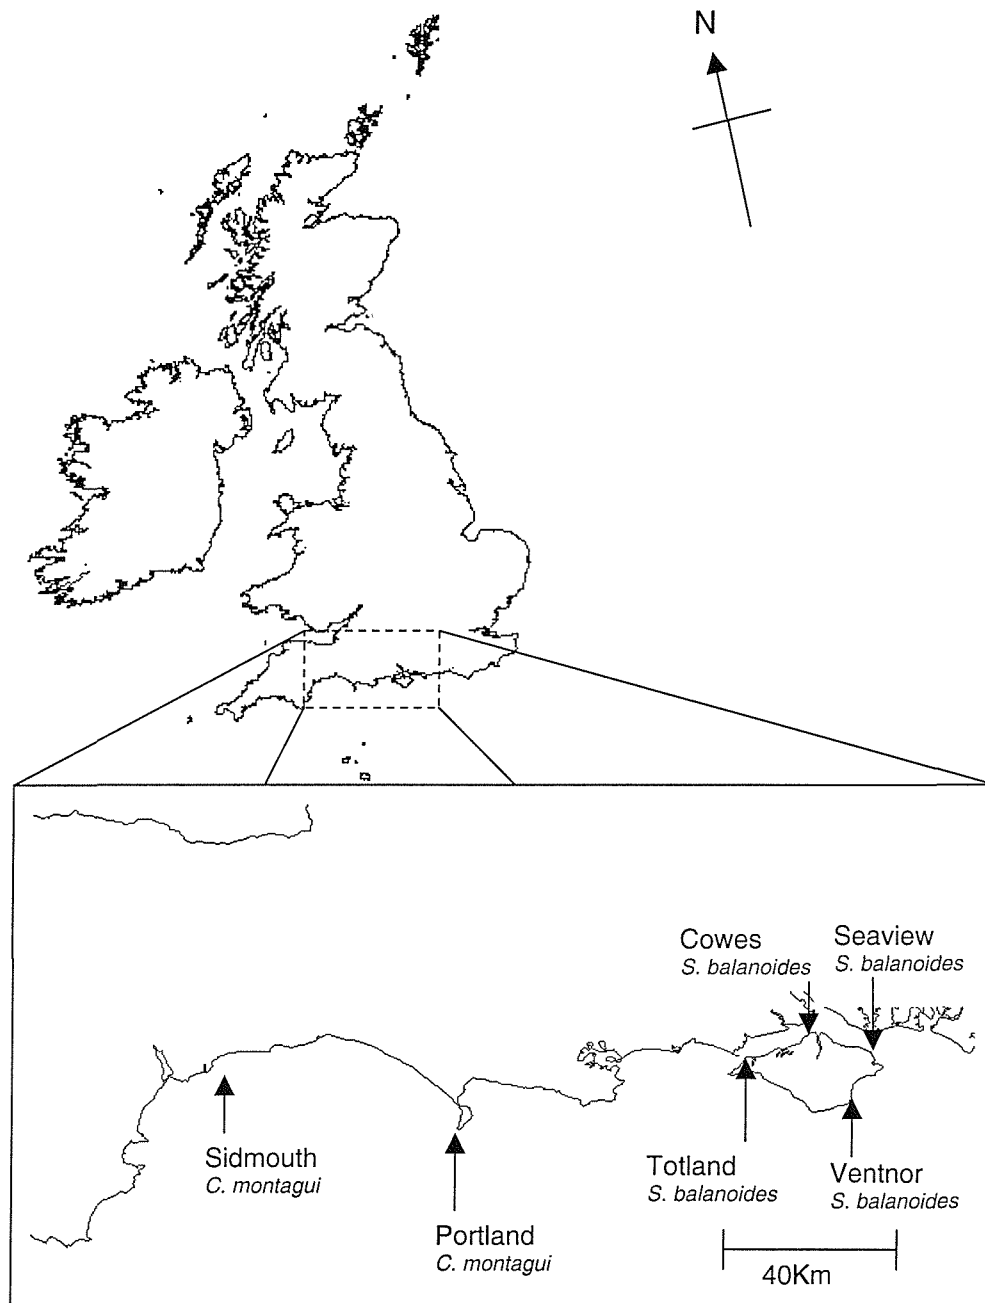 N
Cowes
S. balanoides
Seaview
S. balanoides
Sidmouth
C. montagui
Portland
C. montagui
Totland
S. balanoides
Ventnor
S. balanoides
40Km